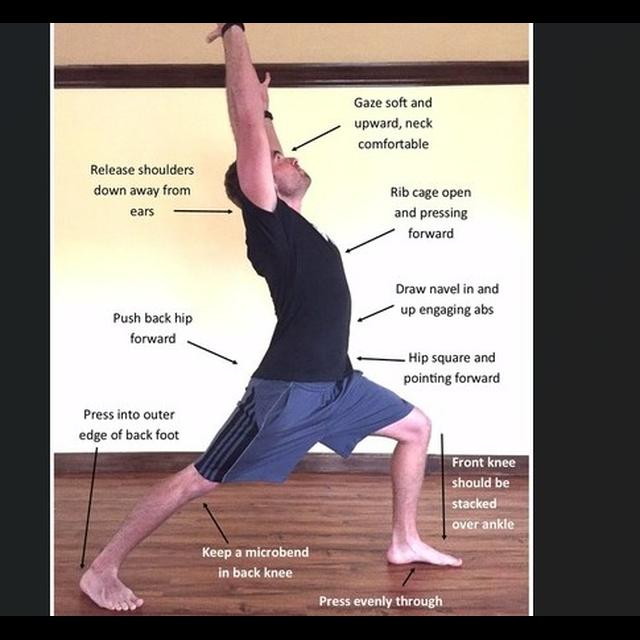 Gaze soft and
upward, neck
comfortable
Release shoulders
down away from
ears
Rib cage open
and pressing
forward
Draw navel in and
up engaging abs
Push back hip
forward
Hip square and
pointing forward
Press into outer
edge of back foot
Front knee
should be
stacked
over ankle
Keep a microbend
in back knee
Press evenly through